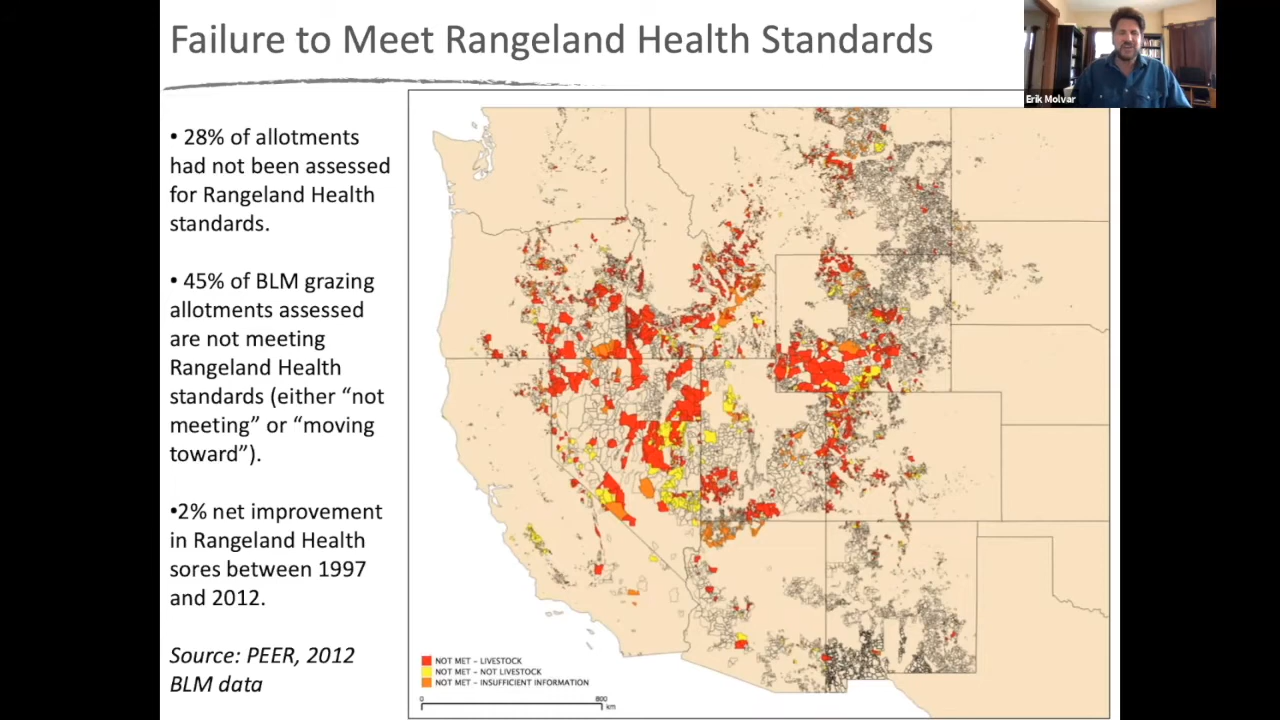 Failure to Meet Rangeland Health Standards
Erik Molvar
• 28% of allotments
had not been assessed
for Rangeland Health
standards.
• 45% of BLM grazing
allotments assessed
are not meeting
Rangeland Health
standards (either “not
meeting” or “moving
toward”).
•2% net improvement
in Rangeland Health
sores between 1997
and 2012.
Source: PEER, 2012
BLM data
NOT MET – LIVESTOCK
NOT MET – NOT LIVESTOCK
NOT MET – INSUFFICIENT INFORMATION
0 800
km